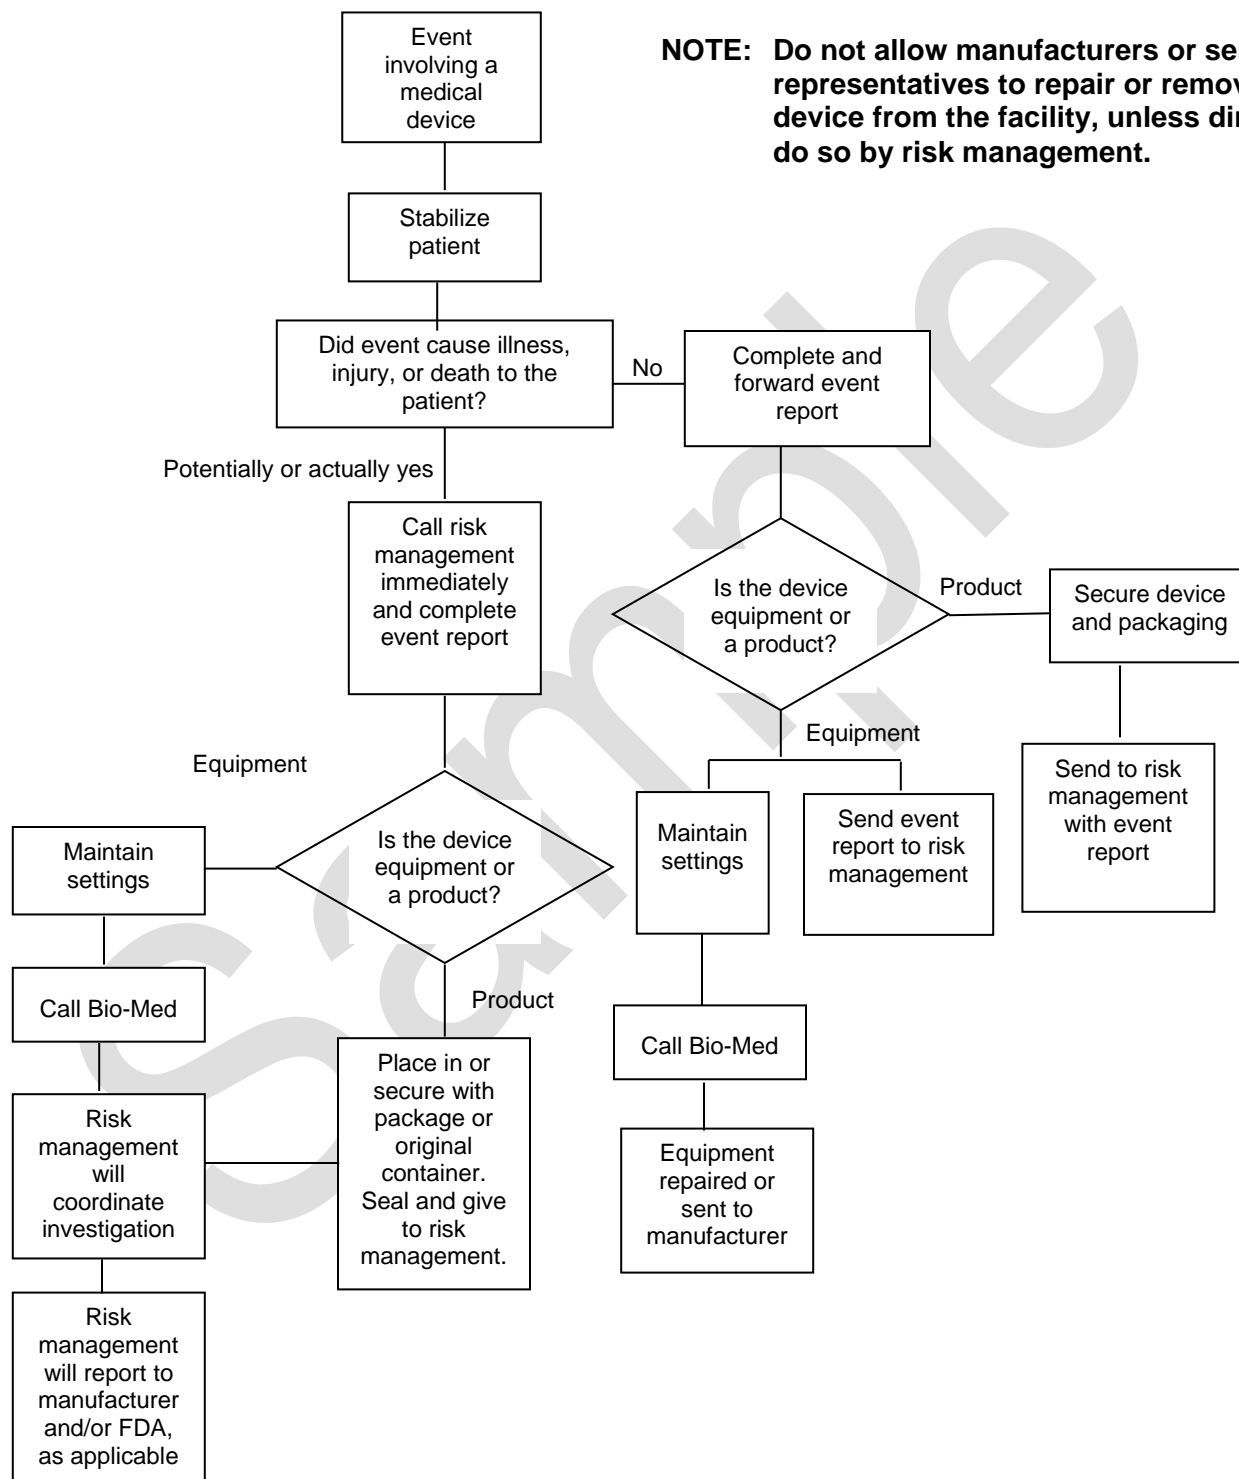 Event
involving a
medical
device
NOTE: Do not allow manufacturers or
representatives to repair or
device from the facility, unless
do so by risk management.
Stabilize
patient
Did event cause illness,
injury, or death to the
patient?
No
Complete and
forward event
report
Potentially or actually yes
Call risk
management
immediately
and complete
event report
Is the device
equipment or
a product?
Product
Secure device
and packaging
Equipment
Equipment
Send to risk
management
with event
report
Maintain
settings
Send event
report to risk
management
Is the device
equipment or
a product?
Maintain
settings
Call Bio-Med
Product
Call Bio-Med
Place in or
secure with
package or
original
container.
Seal and give
to risk
management.
Risk
management
will
coordinate
investigation
Equipment
repaired or
sent to
manufacturer
Risk
management
will report to
manufacturer
and/or FDA,
as applicable
Sample